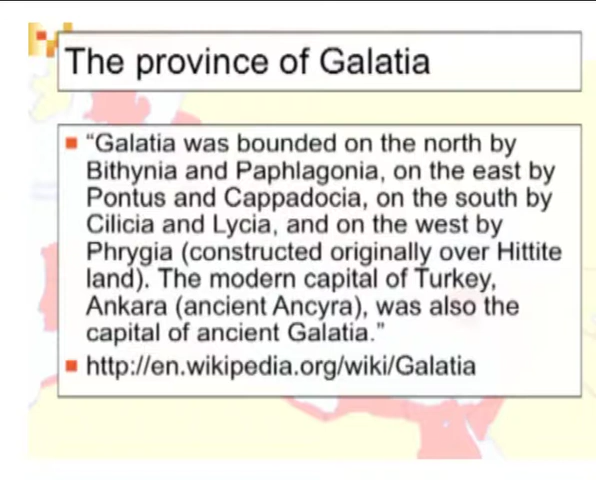 The province of Galatia
“Galatia was bounded on the north by
Bithynia and Paphlagonia, on the east by
Pontus and Cappadocia, on the south by
Cilicia and Lycia, and on the west by
Phrygia (constructed originally over Hittite
land). The modern capital of Turkey,
Ankara (ancient Ancyra), was also the
capital of ancient Galatia.”
http://en.wikipedia.org/wiki/Galatia